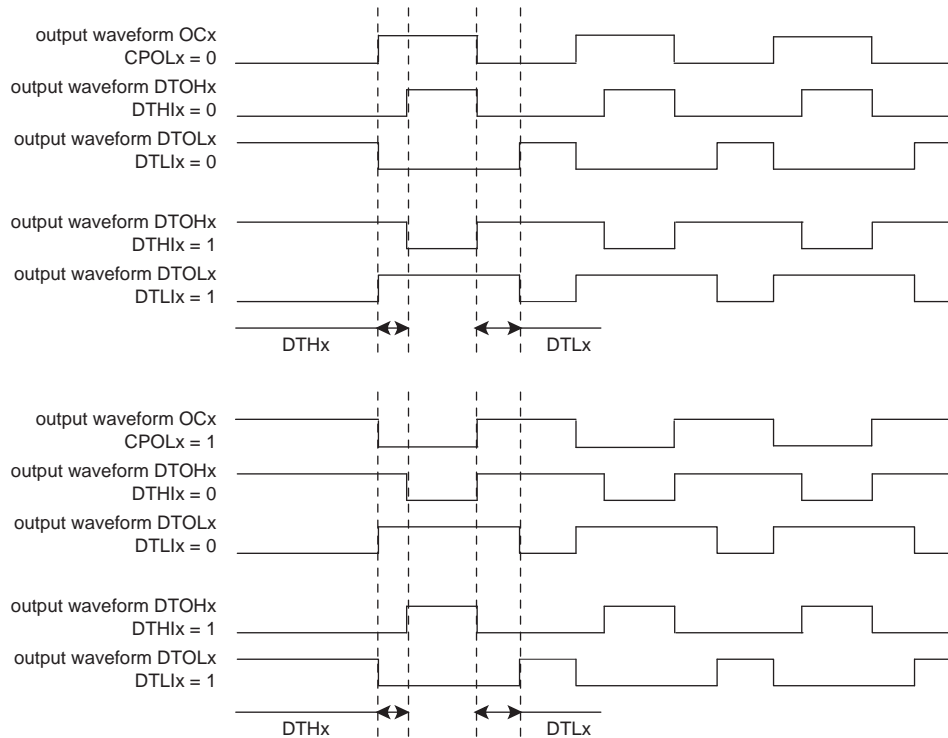 output waveform OCx
CPOLx = 0
output waveform DTOHx
DTHIx = 0
output waveform DTOLx
DTLIx = 0
output waveform DTOHx
DTHIx = 1
output waveform DTOLx
DTLIx = 1
DTHx DTLx
output waveform OCx
CPOLx = 1
output waveform DTOHx
DTHIx = 0
output waveform DTOLx
DTLIx = 0
output waveform DTOHx
DTHIx = 1
output waveform DTOLx
DTLIx = 1
DTHx DTLx